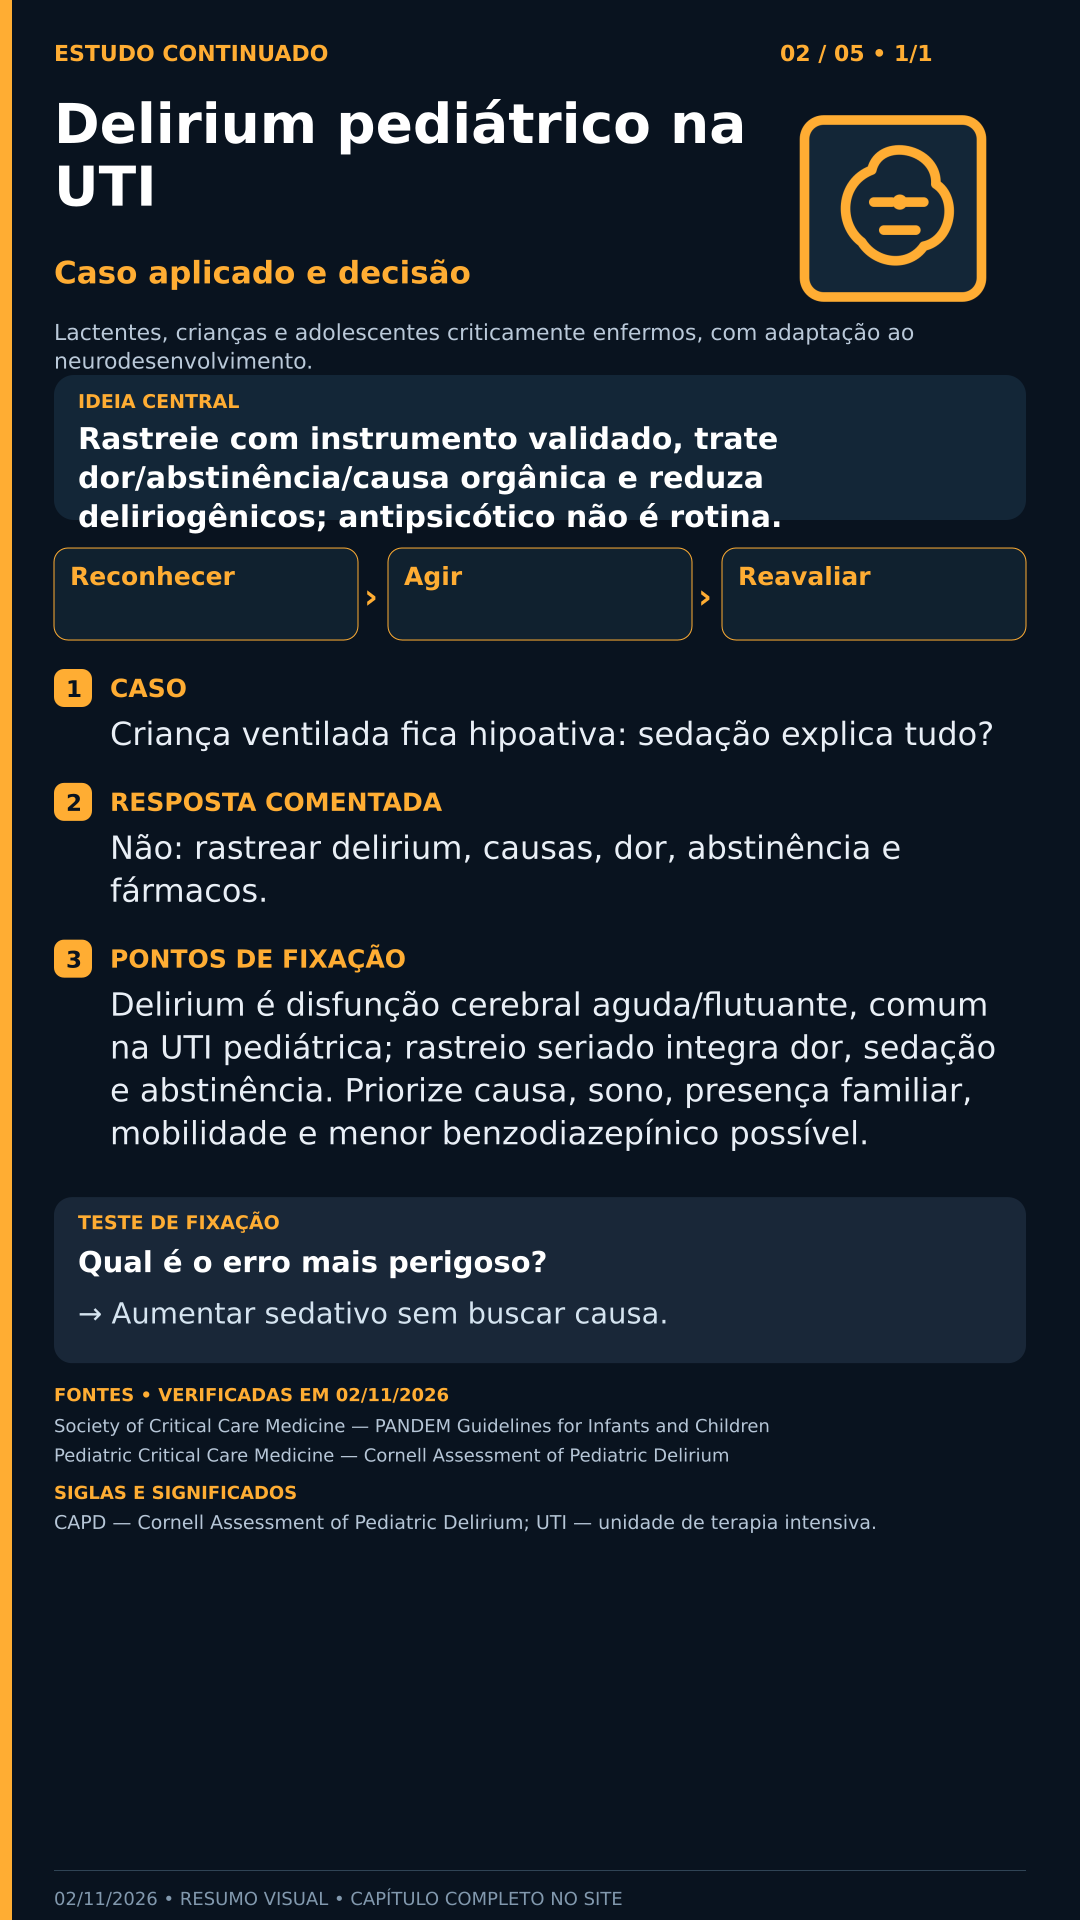 ESTUDO CONTINUADO
02 / 05 • 1/1
Delirium pediátrico na
UTI
Caso aplicado e decisão
Lactentes, crianças e adolescentes criticamente enfermos, com adaptação ao
neurodesenvolvimento.
IDEIA CENTRAL
Rastreie com instrumento validado, trate
dor/abstinência/causa orgânica e reduza
deliriogênicos; antipsicótico não é rotina.
Reconhecer
›
Agir
›
Reavaliar
1 CASO
Criança ventilada fica hipoativa: sedação explica tudo?
2 RESPOSTA COMENTADA
Não: rastrear delirium, causas, dor, abstinência e
fármacos.
3 PONTOS DE FIXAÇÃO
Delirium é disfunção cerebral aguda/flutuante, comum
na UTI pediátrica; rastreio seriado integra dor, sedação
e abstinência. Priorize causa, sono, presença familiar,
mobilidade e menor benzodiazepínico possível.
TESTE DE FIXAÇÃO
Qual é o erro mais perigoso?
→ Aumentar sedativo sem buscar causa.
FONTES • VERIFICADAS EM 02/11/2026
Society of Critical Care Medicine — PANDEM Guidelines for Infants and Children
Pediatric Critical Care Medicine — Cornell Assessment of Pediatric Delirium
SIGLAS E SIGNIFICADOS
CAPD — Cornell Assessment of Pediatric Delirium; UTI — unidade de terapia intensiva.
02/11/2026 • RESUMO VISUAL • CAPÍTULO COMPLETO NO SITE